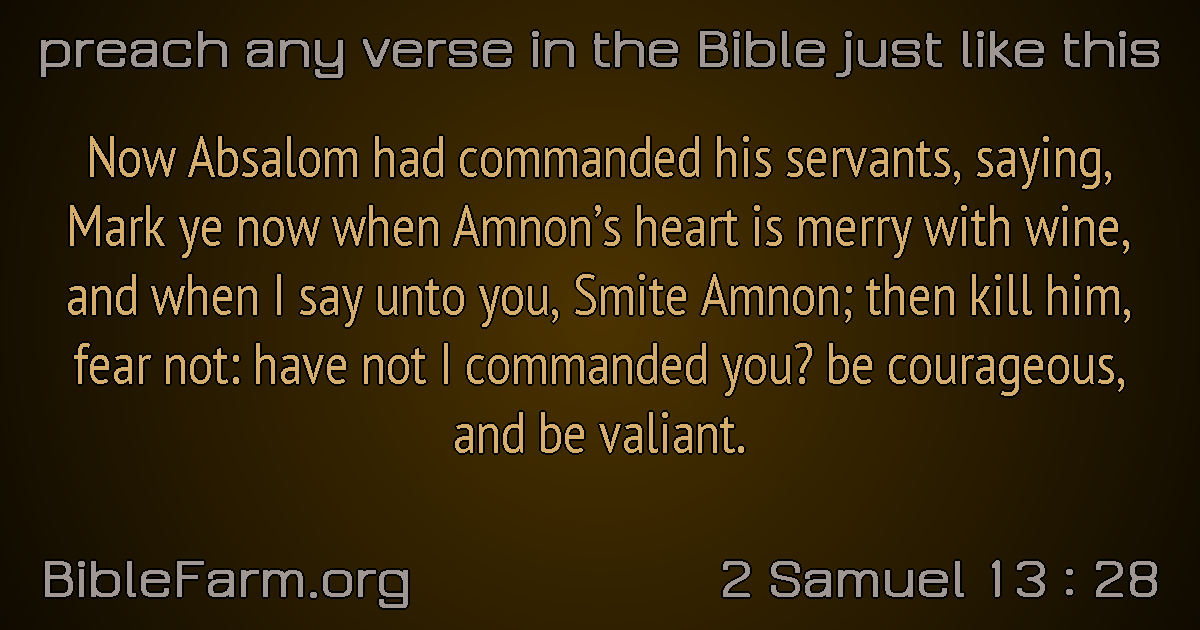 preach any verse in the Bible just like this
Now Absalom had commanded his servants, saying,
Mark ye now when Amnon’s heart is merry with wine,
and when I say unto you, Smite Amnon; then kill him,
fear not: have not I commanded you? be courageous,
and be valiant.
BibleFarm.org
2 Samuel 13 : 28